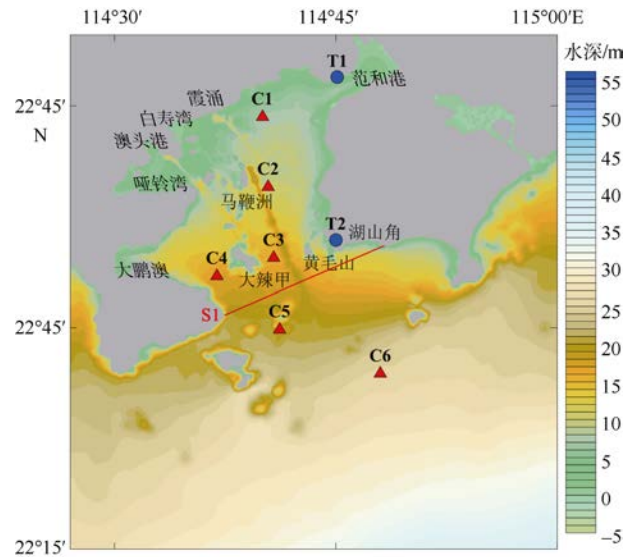 114°30′
114°45′
115°00′E
水深/m
55
50
45
40
35
30
25
20
15
10
5
0
−5
22°45′
N
22°45′
22°15′
T1
范和港
霞涌
C1
白寿湾
澳头港
C2
哑铃湾
马鞭洲
T2
湖山角
C3
黄毛山
C4
大辣甲
大鹏澳
S1
C5
C6